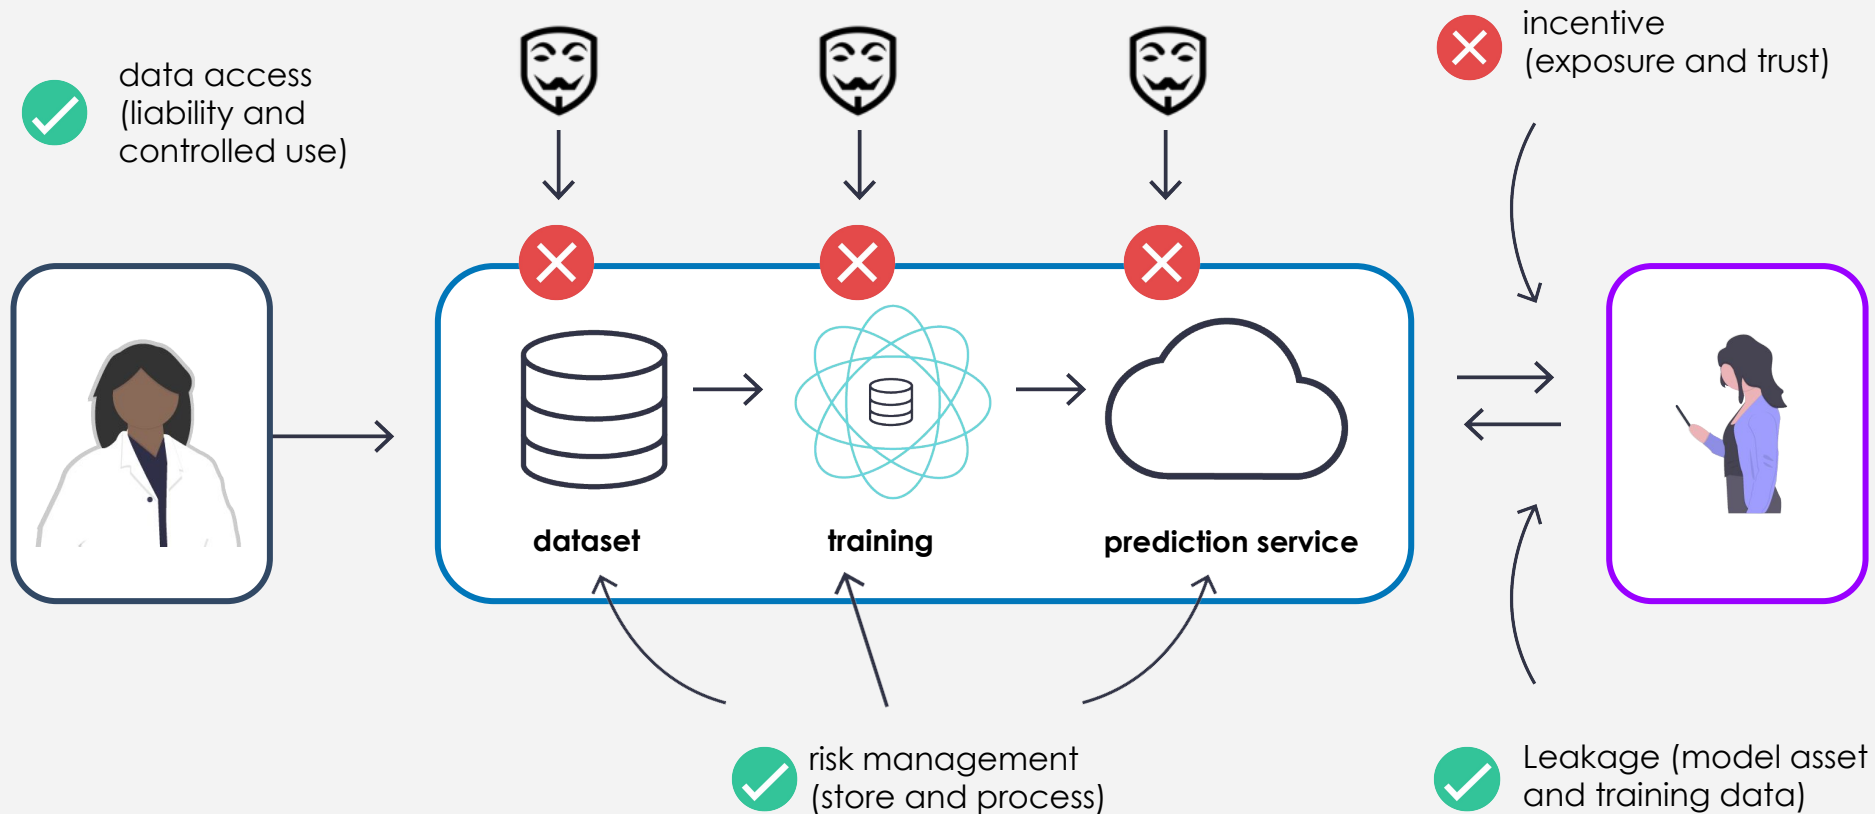 data access
(liability and
controlled use)
incentive
(exposure and trust)
dataset
training
prediction service
risk management
(store and process)
Leakage (model asset
and training data)